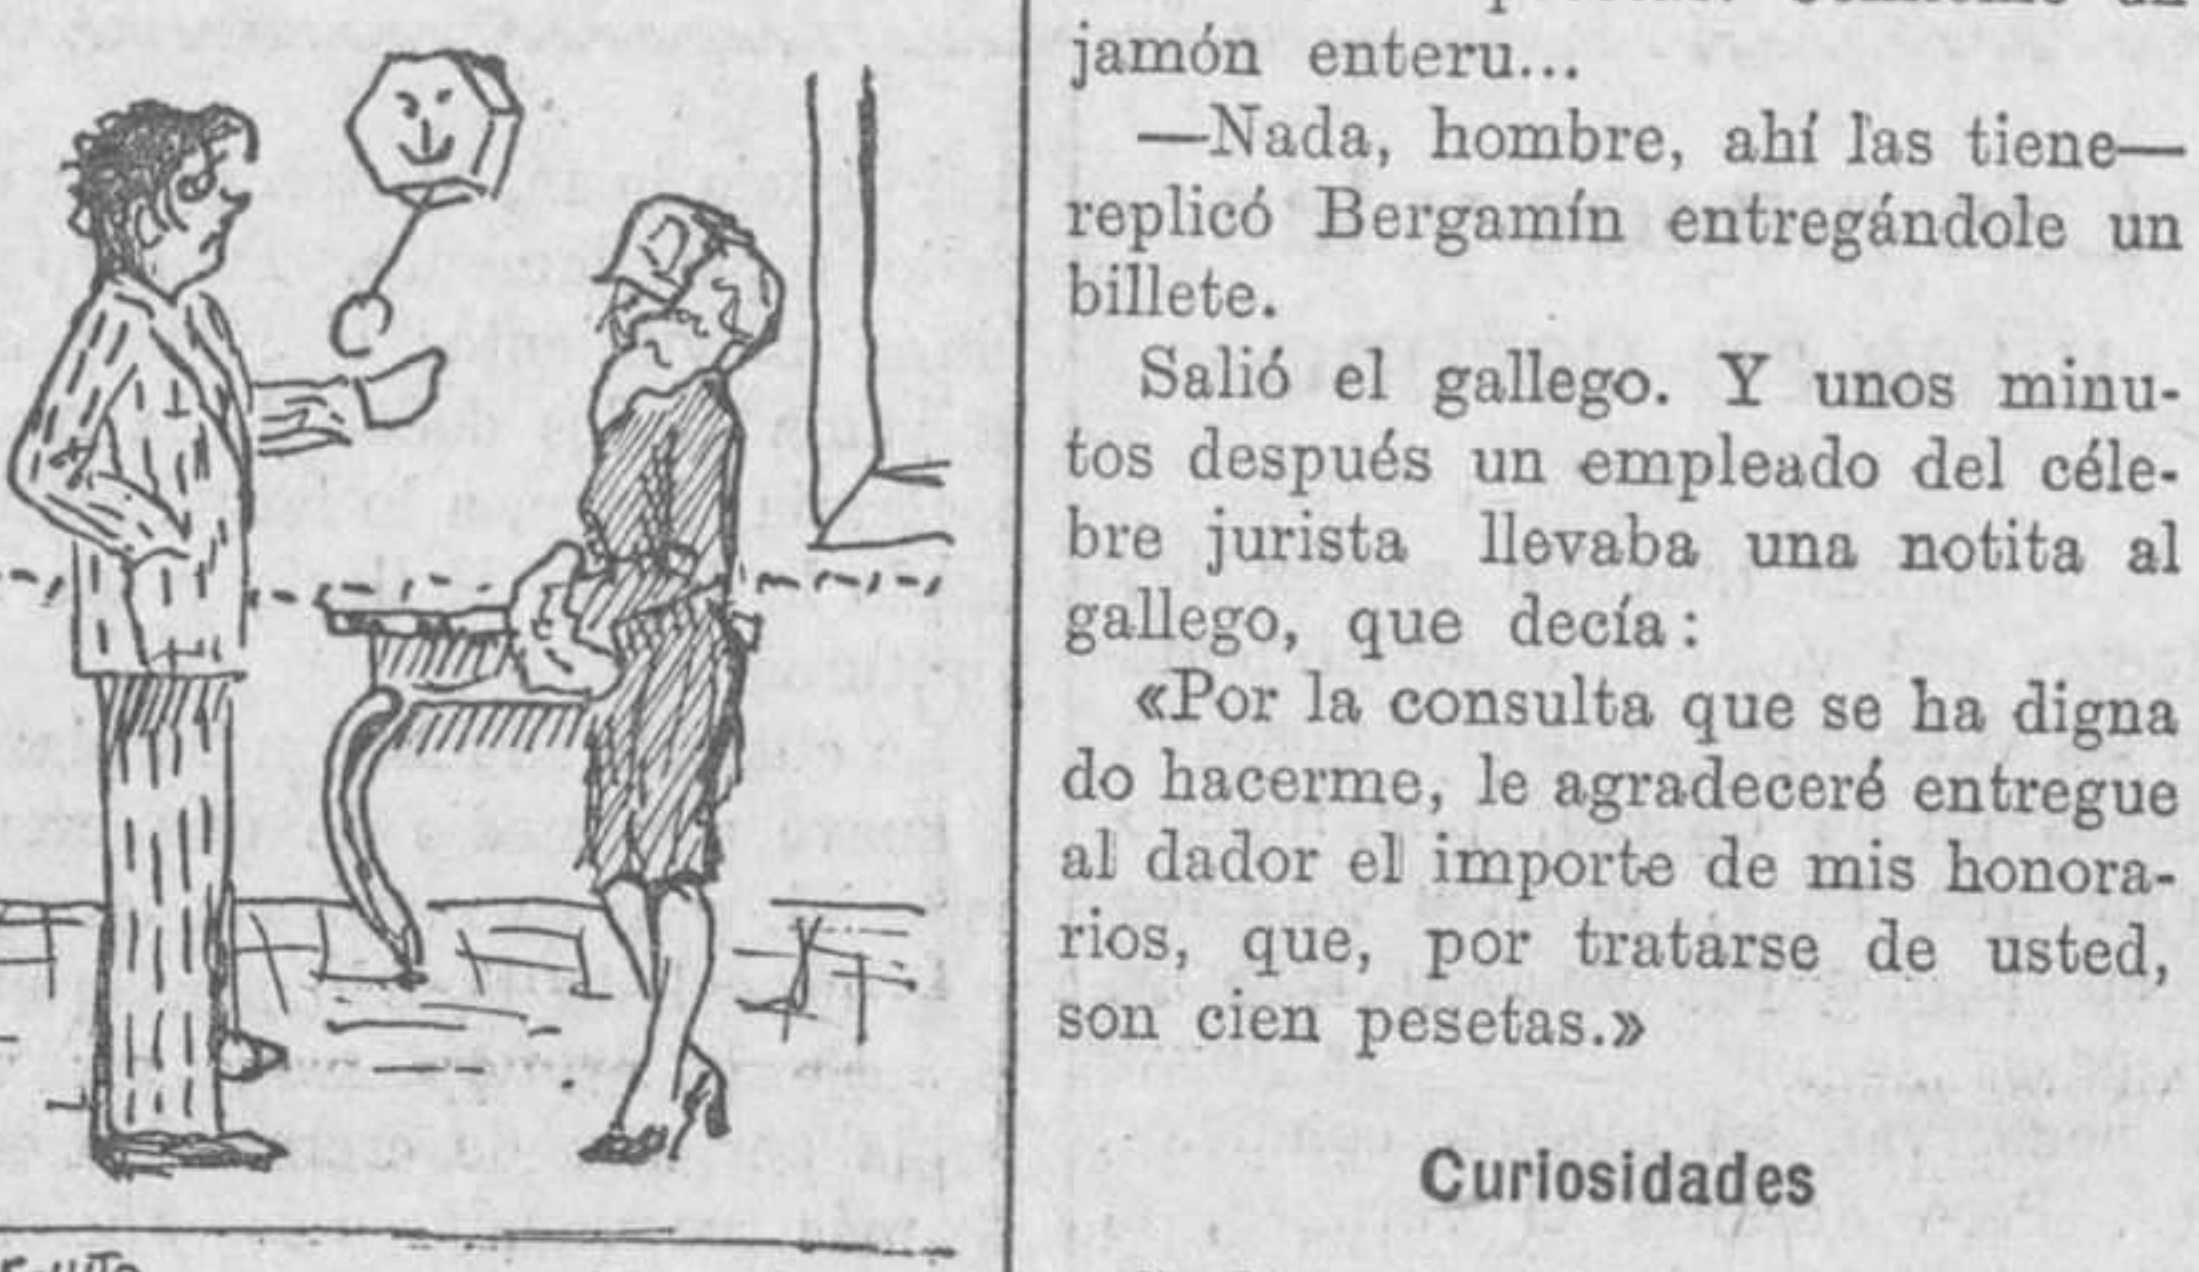 jamón enteru...
—Nada, hombre, ahí las tiene—
replicó Bergamín entregándole un
billete.
Salió el gallego. Y unos minu-
tos después un empleado del céle-
bre jurista llevaba una notita al
gallego, que decía:
«Por la consulta que se ha digna
do hacerme, le agradeceré entregue
al dador el importe de mis honora-
rios, que, por tratarse de usted,
son cien pesetas.»
Curiosidades